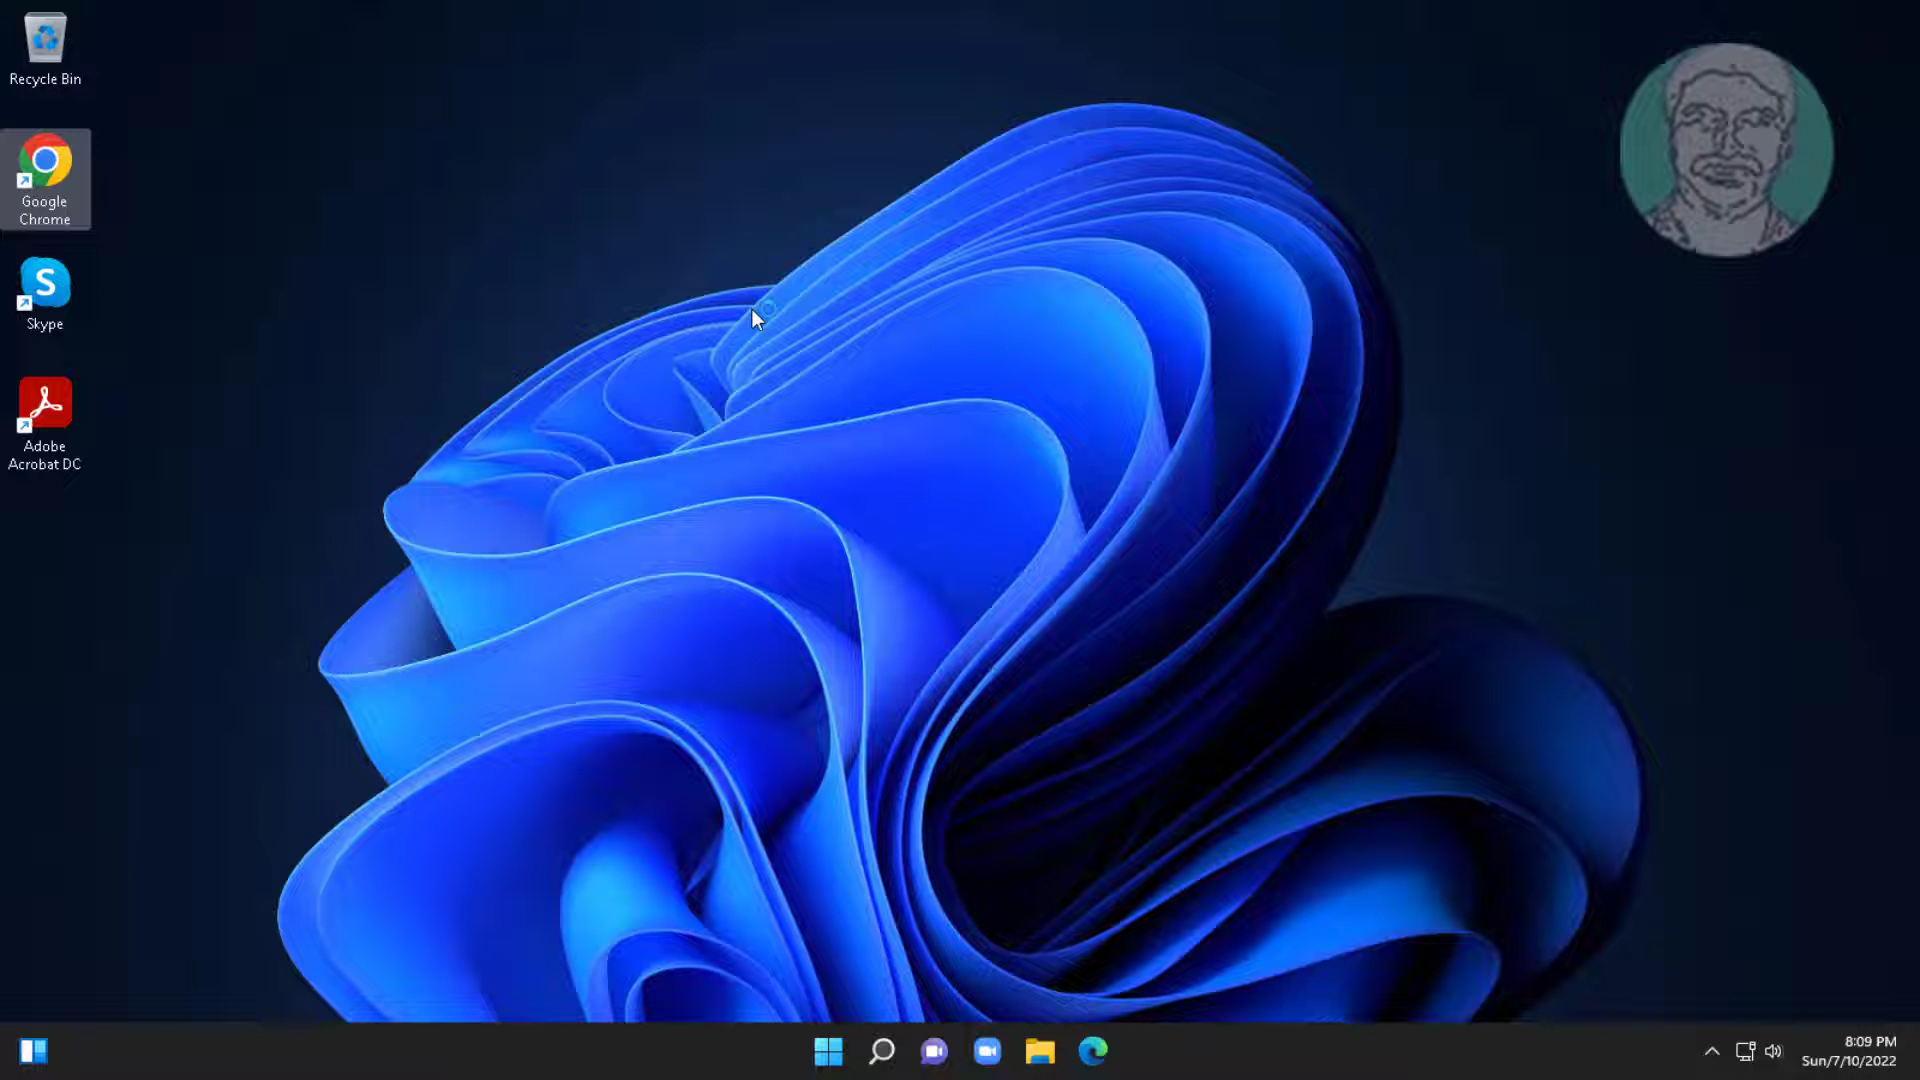 Recycle Bin
Google
Chrome
S
Skype
Adobe
Acrobat DC
8:09 PM
Sun/7/10/2022